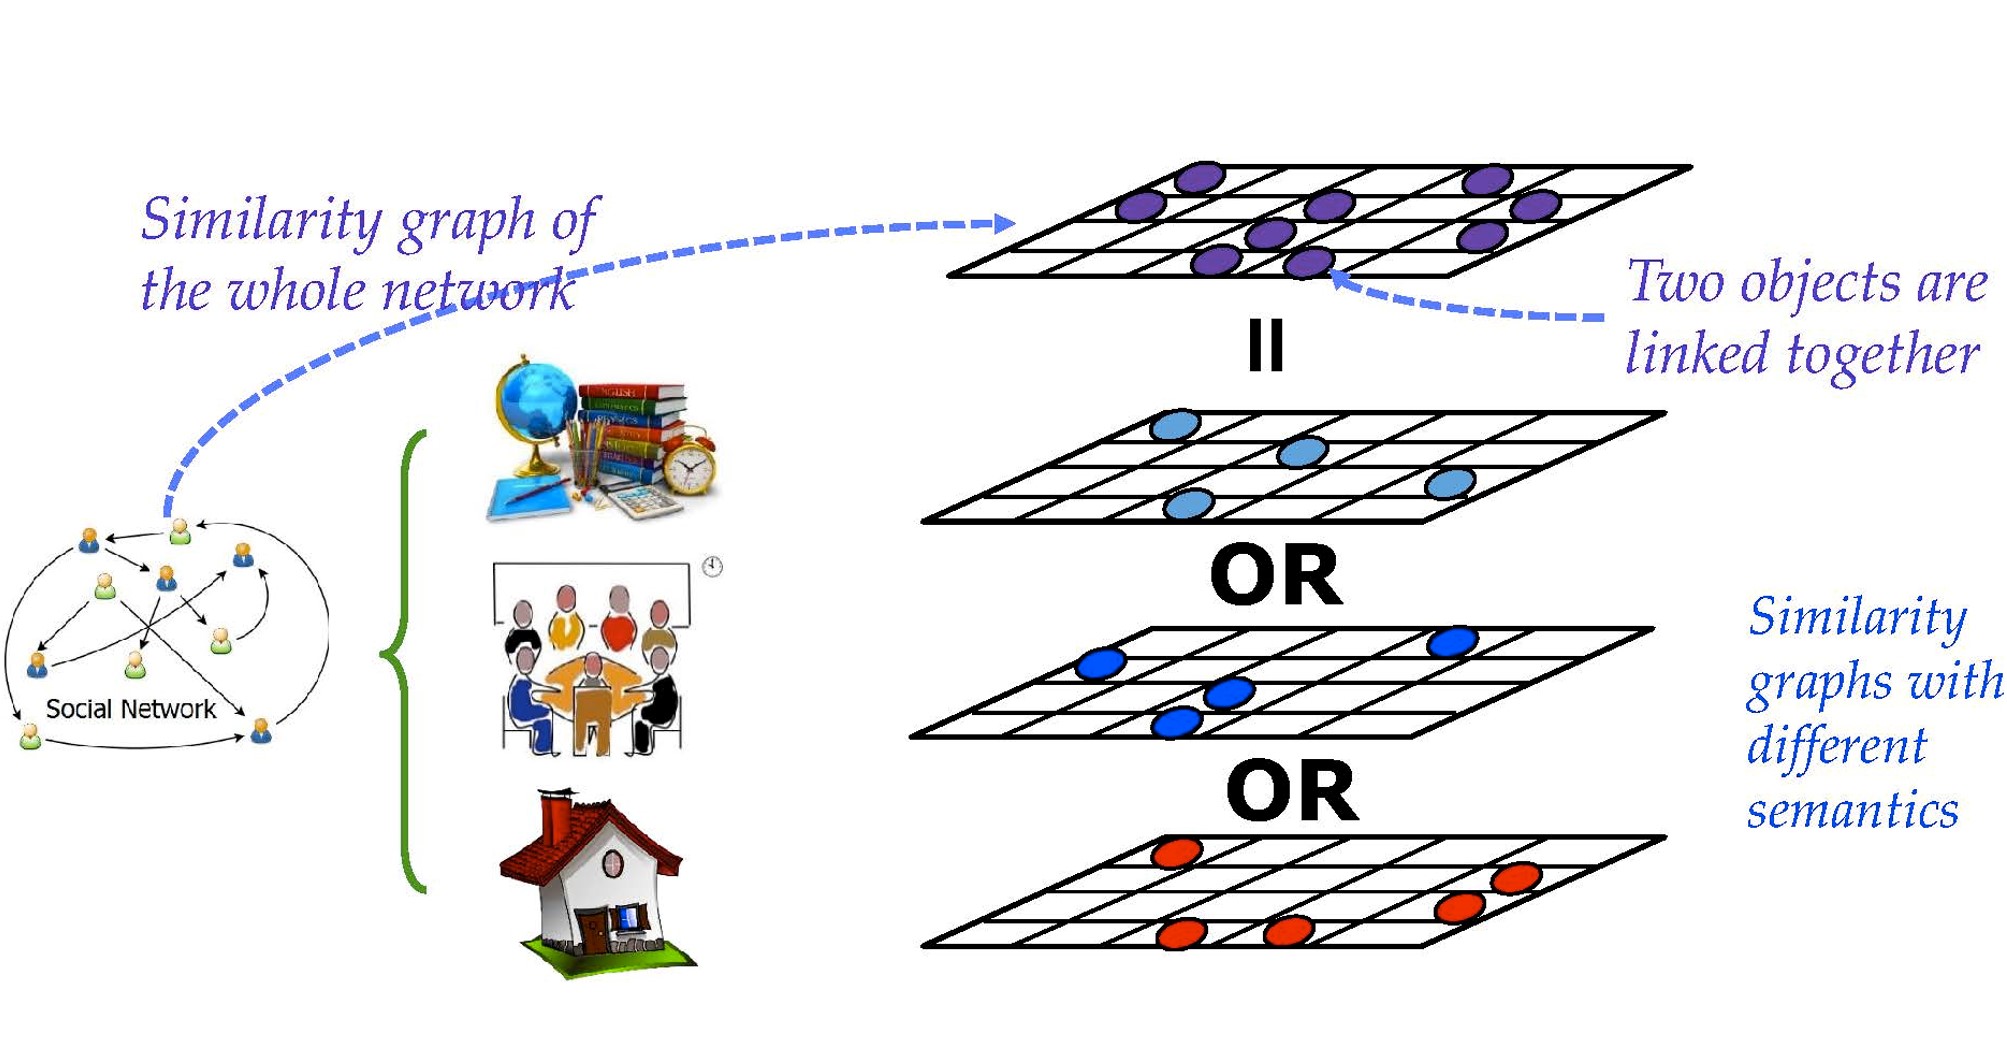 Similarity graph of
the whole network
Two objects are
linked together
=
ENGLISH
PHYSICS
OR
Social Network
Similarity
graphs with
different
semantics
OR